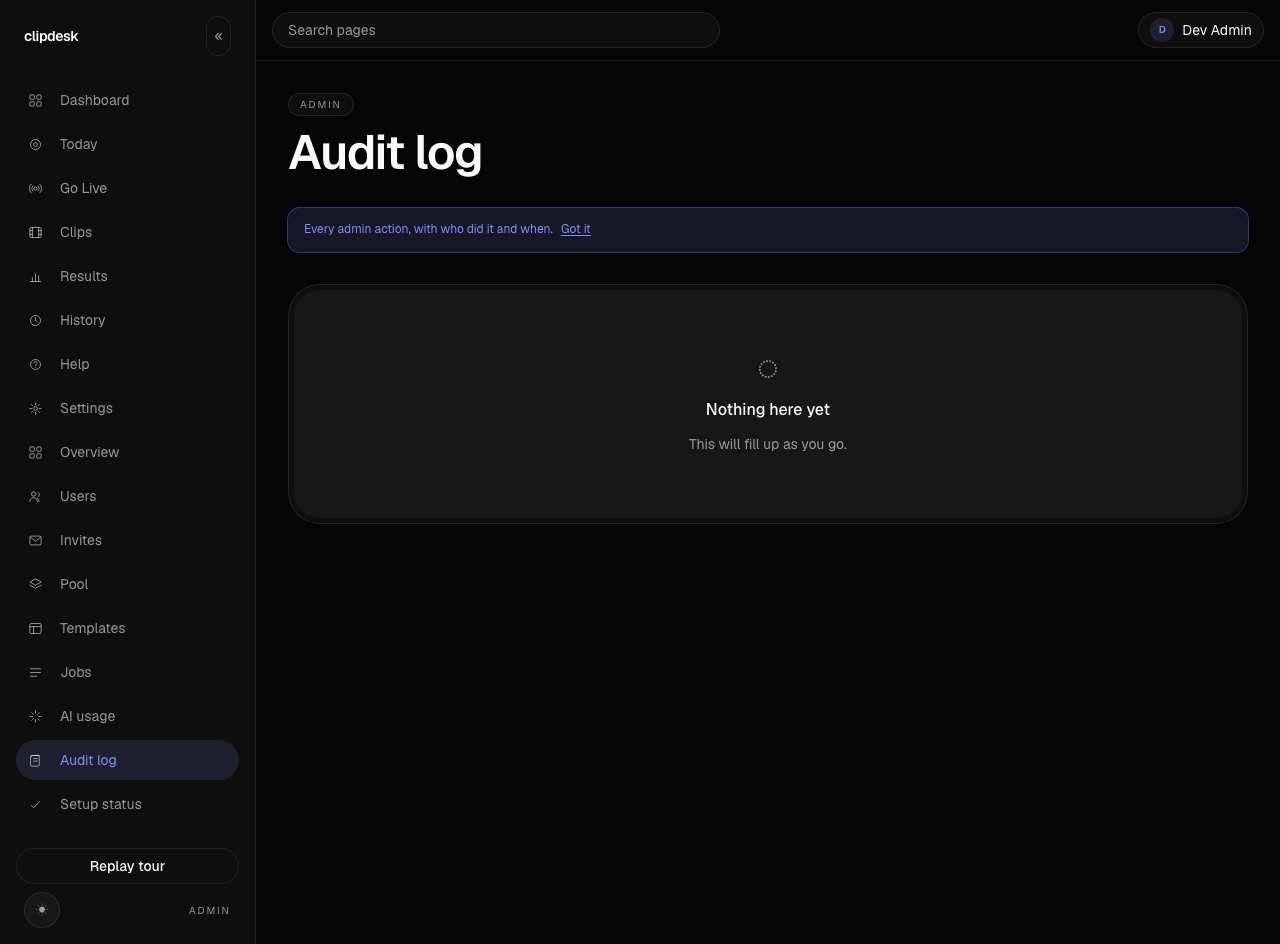 clipdesk
«
Search pages
D
Dev Admin
Dashboard
Today
Go Live
Clips
Results
History
Help
Settings
Overview
Users
Invites
Pool
Templates
Jobs
AI usage
Audit log
Setup status
Replay tour
ADMIN
ADMIN
Audit log
Every admin action, with who did it and when. Got it
Nothing here yet
This will fill up as you go.